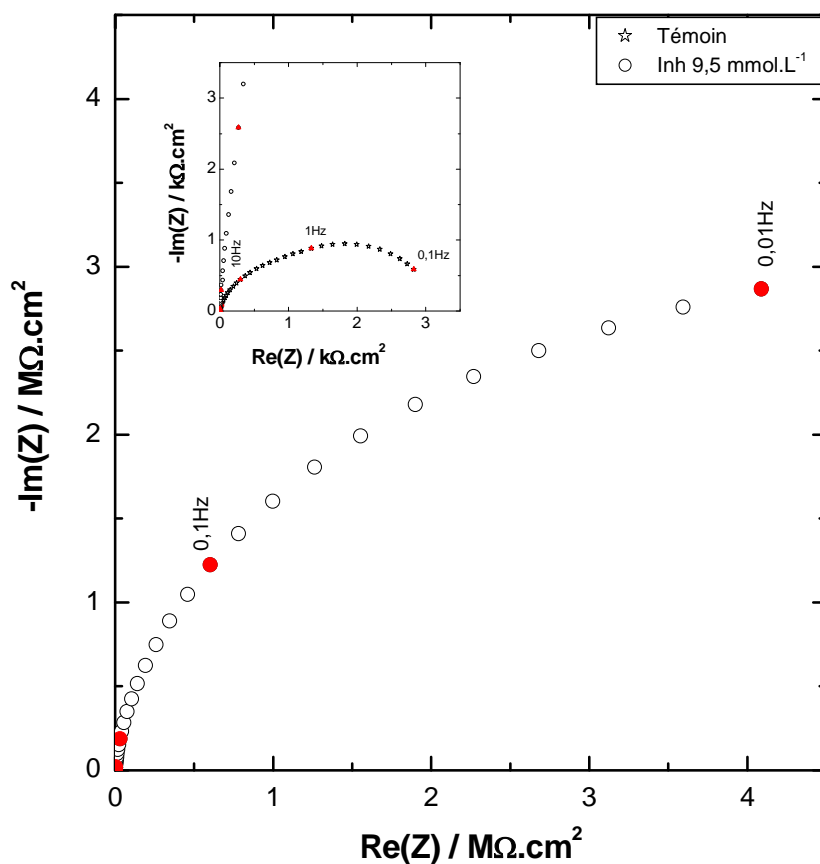 Témoin
Inh 9,5 mmol.L⁻¹
4
3
2
1
0
-Im(Z) / MΩ.cm²
0
1
2
3
4
Re(Z) / MΩ.cm²
0,1Hz
0,01Hz
3
2
1
0
-Im(Z) / kΩ.cm²
0
1
2
3
Re(Z) / kΩ.cm²
10Hz
1Hz
0,1Hz